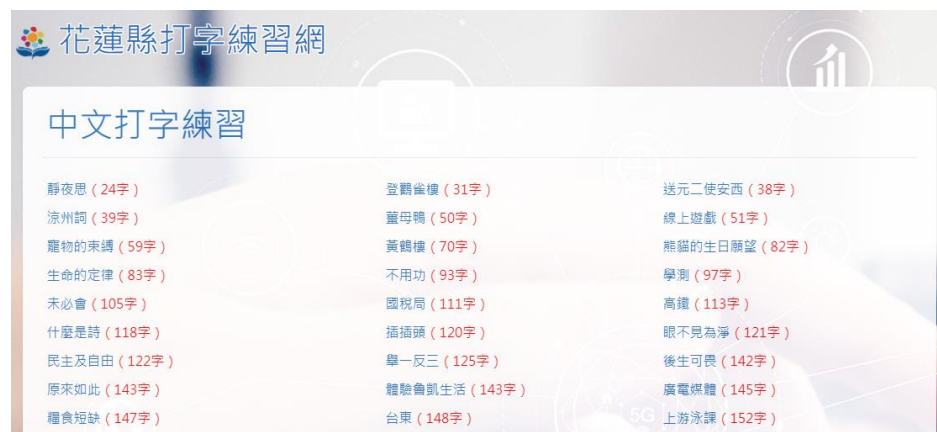 花蓮縣打字練習網
中文打字練習
靜夜思 ( 24字 ) 登鸛雀樓 ( 31字 ) 送元二使安西 ( 38字 )
涼州詞 ( 39字 ) 薑母鴨 ( 50字 ) 線上遊戲 ( 51字 )
寵物的束縛 ( 59字 ) 黃鶴樓 ( 70字 ) 熊貓的生日願望 ( 82字 )
生命的定律 ( 83字 ) 不用功 ( 93字 ) 學測 ( 97字 )
未必會 ( 105字 ) 國稅局 ( 111字 ) 高鐵 ( 113字 )
什麼是詩 ( 118字 ) 插插頭 ( 120字 ) 眼不見為淨 ( 121字 )
民主及自由 ( 122字 ) 舉一反三 ( 125字 ) 後生可畏 ( 142字 )
原來如此 ( 143字 ) 體驗魯凱生活 ( 143字 ) 廣電媒體 ( 145字 )
糧食短缺 ( 147字 ) 台東 ( 148字 ) 上游泳課 ( 152字 )
5G